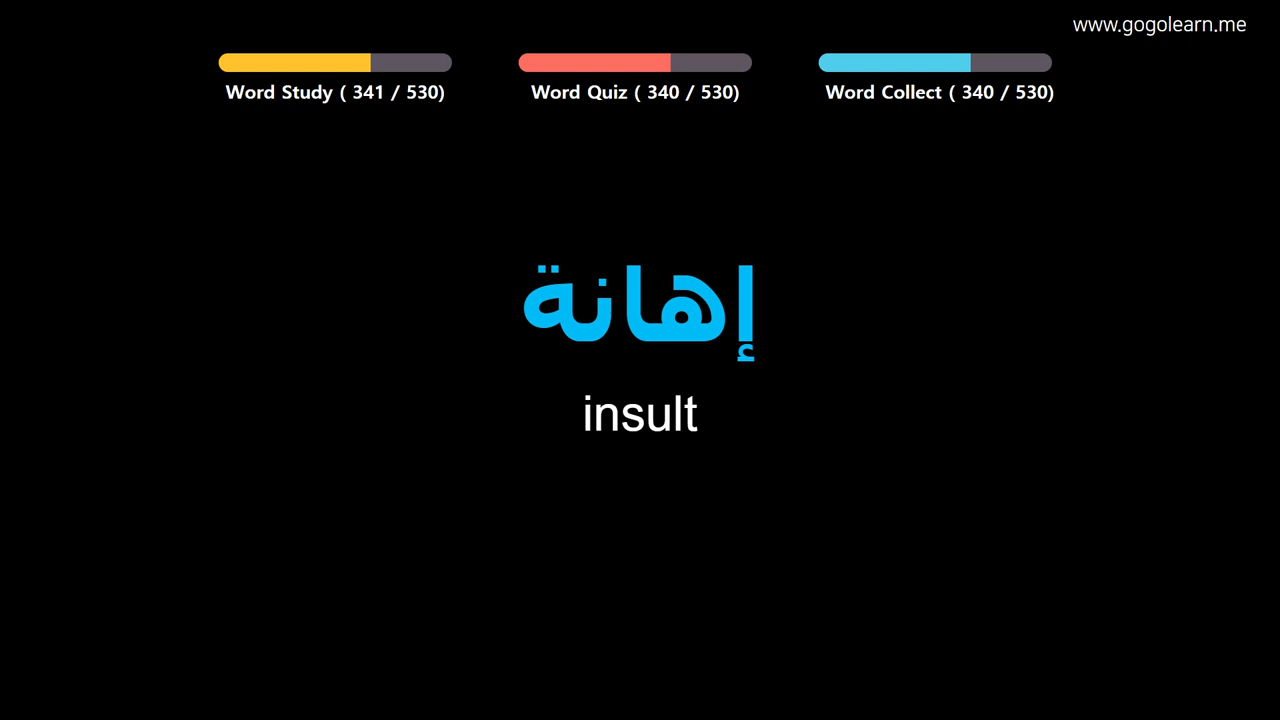 www.gogolearn.me
Word Study ( 341 / 530)
Word Quiz ( 340 / 530)
Word Collect ( 340 / 530)
إهانة
insult